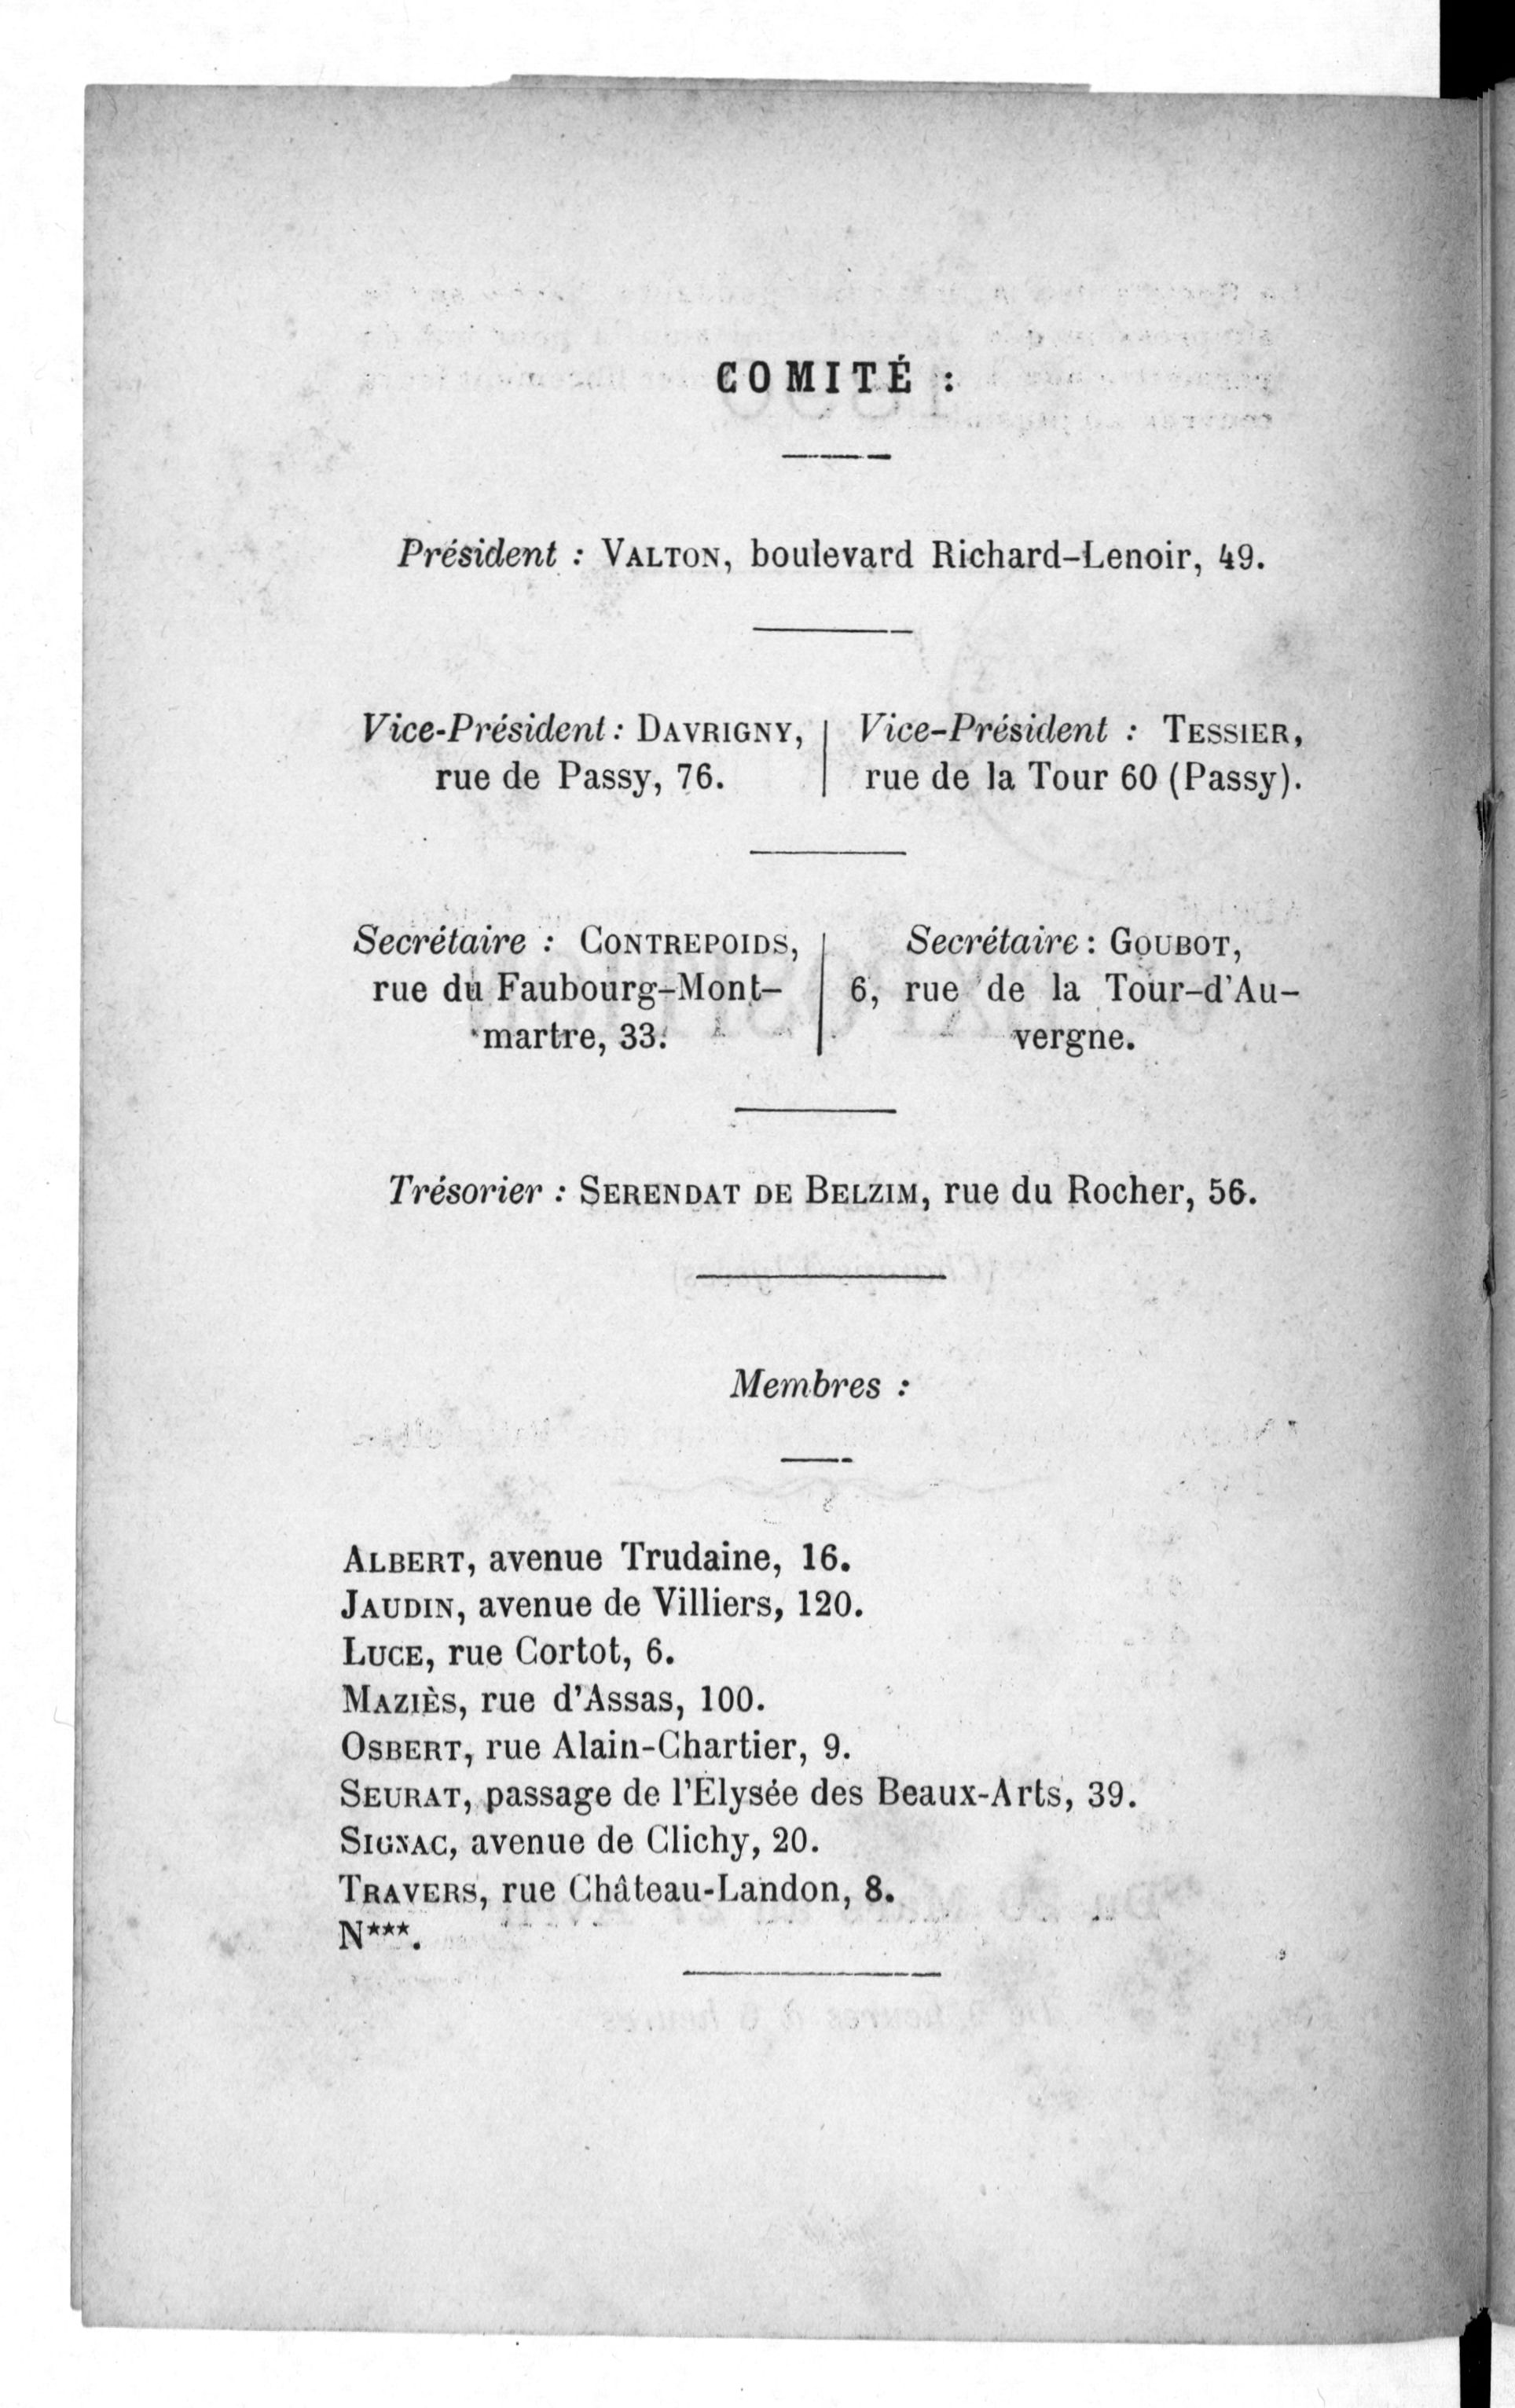 COMITÉ :
Président : VALTON, boulevard Richard-Lenoir, 49.
Vice-Président : DAVRIGNY,
rue de Passy, 76.
Vice-Président : TESSIER,
rue de la Tour 60 (Passy).
Secrétaire : CONTREPOIDS,
rue du Faubourg-Mont-
martre, 33.
Secrétaire : GOUBOT,
6, rue de la Tour-d'Au-
vergne.
Trésorier : SERENDAT DE BELZIM, rue du Rocher, 56.
Membres :
ALBERT, avenue Trudaine, 16.
JAUDIN, avenue de Villiers, 120.
LUCE, rue Cortot, 6.
MAZIÈS, rue d'Assas, 100.
OSBERT, rue Alain-Chartier, 9.
SEURAT, passage de l'Élysée des Beaux-Arts, 39.
SIGNAC, avenue de Clichy, 20.
TRAVERS, rue Château-Landon, 8.
N***.